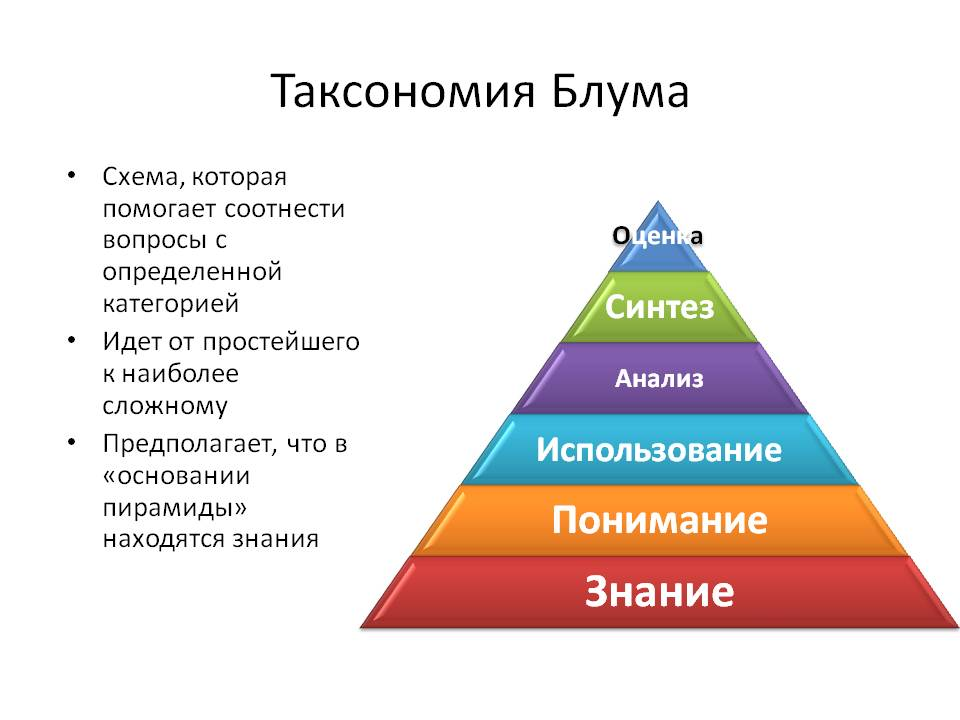 Таксономия Блума
• Схема, которая
помогает соотнести
вопросы с
определенной
категорией
• Идет от простейшего
к наиболее
сложному
• Предполагает, что в
«основании
пирамиды»
находятся знания
Оценка
Синтез
Анализ
Использование
Понимание
Знание